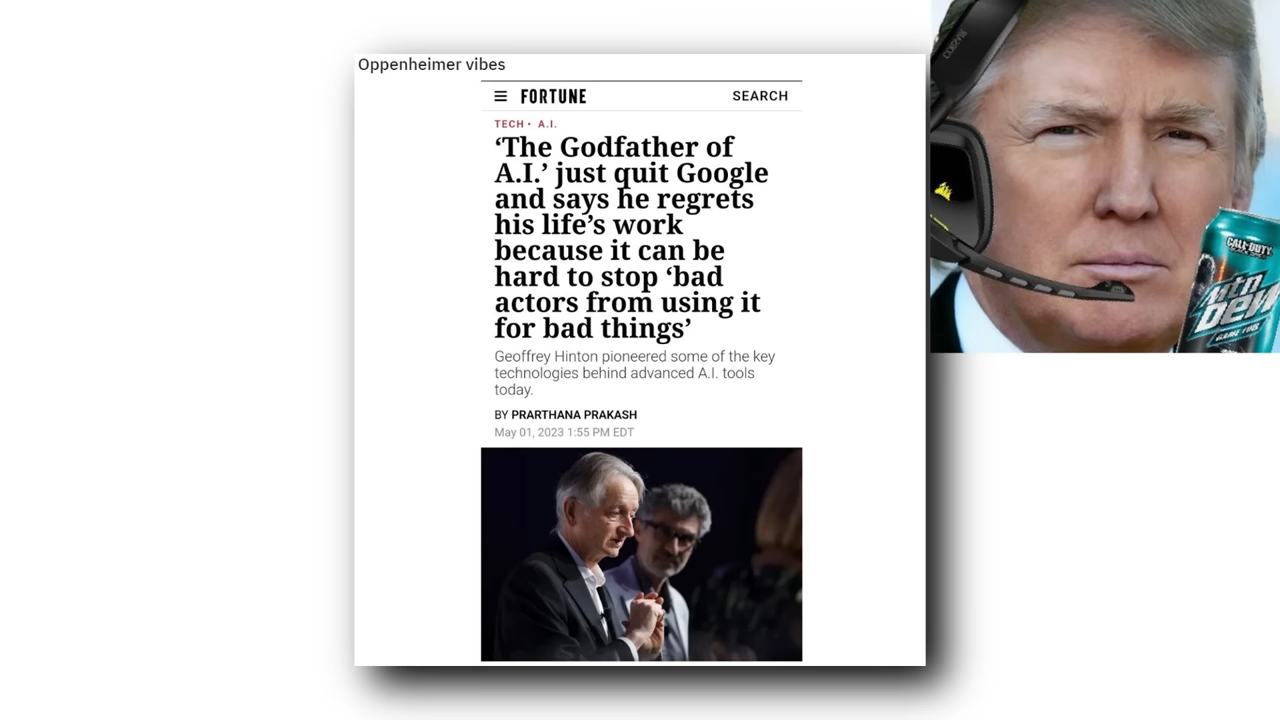 Oppenheimer vibes
FORTUNE
SEARCH
TECH • A.I.
‘The Godfather of
A.I.’ just quit Google
and says he regrets
his life’s work
because it can be
hard to stop ‘bad
actors from using it
for bad things’
Geoffrey Hinton pioneered some of the key
technologies behind advanced A.I. tools
today.
BY PRARTHANA PRAKASH
May 01, 2023 1:55 PM EDT
CALL OF DUTY
mtn
DEW